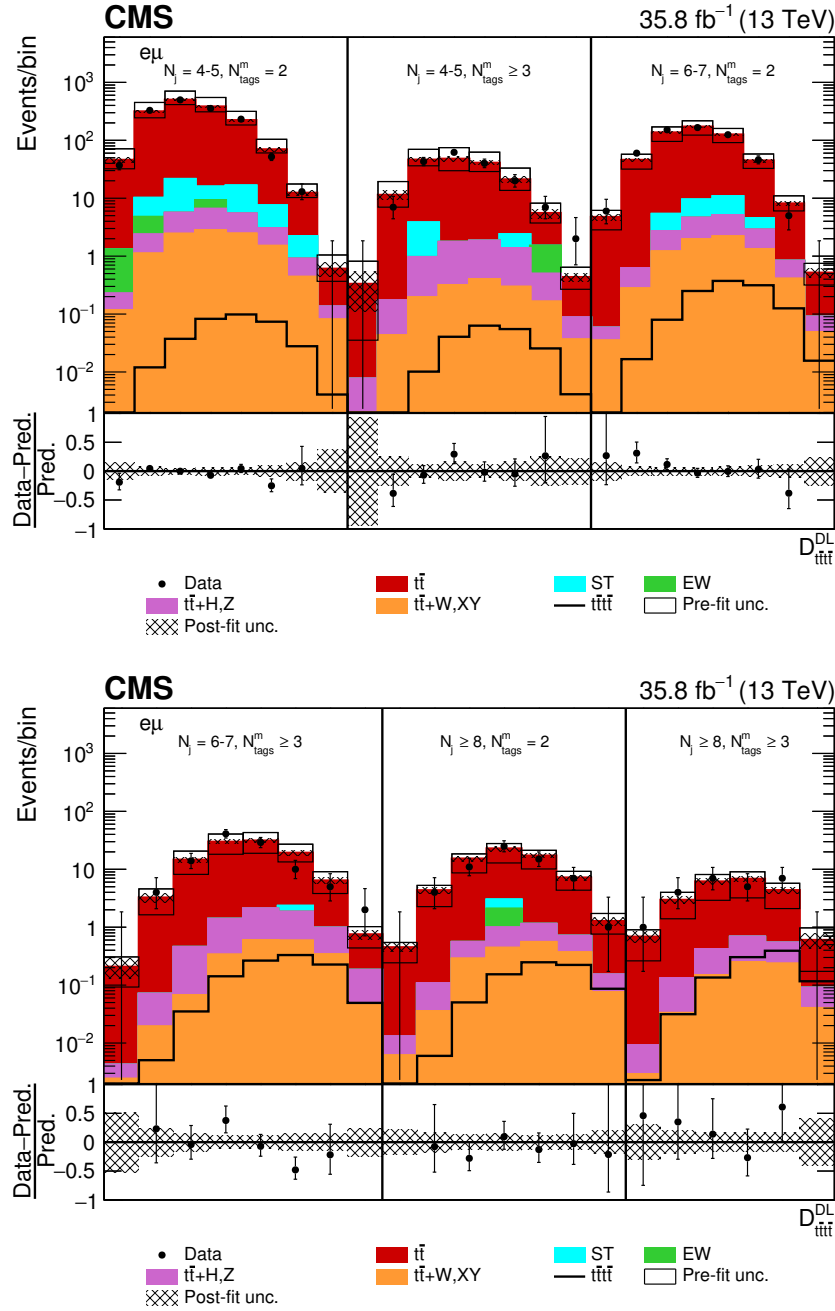 CMS 35.8 fb⁻¹ (13 TeV)
Events/bin
eμ
N_j = 4-5, N^m_tags = 2
N_j = 4-5, N^m_tags ≥ 3
N_j = 6-7, N^m_tags = 2
10³
10²
10
1
10⁻¹
10⁻²
Data−Pred.
Pred.
1
0.5
0
−0.5
−1
D^DL_tt̄tt̄
Data tt̄ ST EW
tt̄+H,Z tt̄+W,XY tt̄tt̄ Pre-fit unc.
Post-fit unc.
CMS 35.8 fb⁻¹ (13 TeV)
Events/bin
eμ
N_j = 6-7, N^m_tags ≥ 3
N_j ≥ 8, N^m_tags = 2
N_j ≥ 8, N^m_tags ≥ 3
10³
10²
10
1
10⁻¹
10⁻²
Data−Pred.
Pred.
1
0.5
0
−0.5
−1
D^DL_tt̄tt̄
Data tt̄ ST EW
tt̄+H,Z tt̄+W,XY tt̄tt̄ Pre-fit unc.
Post-fit unc.